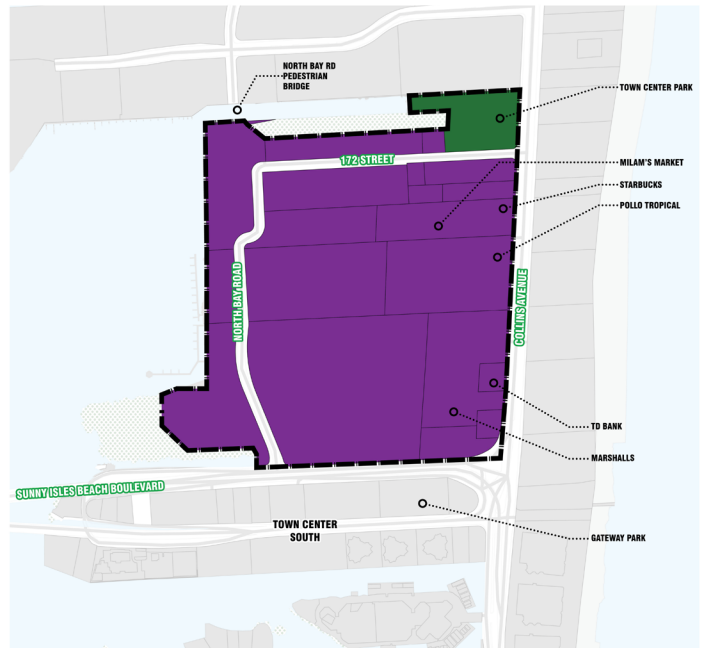 NORTH BAY RD
PEDESTRIAN
BRIDGE
TOWN CENTER PARK
172 STREET
MILAM'S MARKET
STARBUCKS
POLLO TROPICAL
NORTH BAY ROAD
COLLINS AVENUE
TD BANK
MARSHALLS
SUNNY ISLES BEACH BOULEVARD
TOWN CENTER
SOUTH
GATEWAY PARK